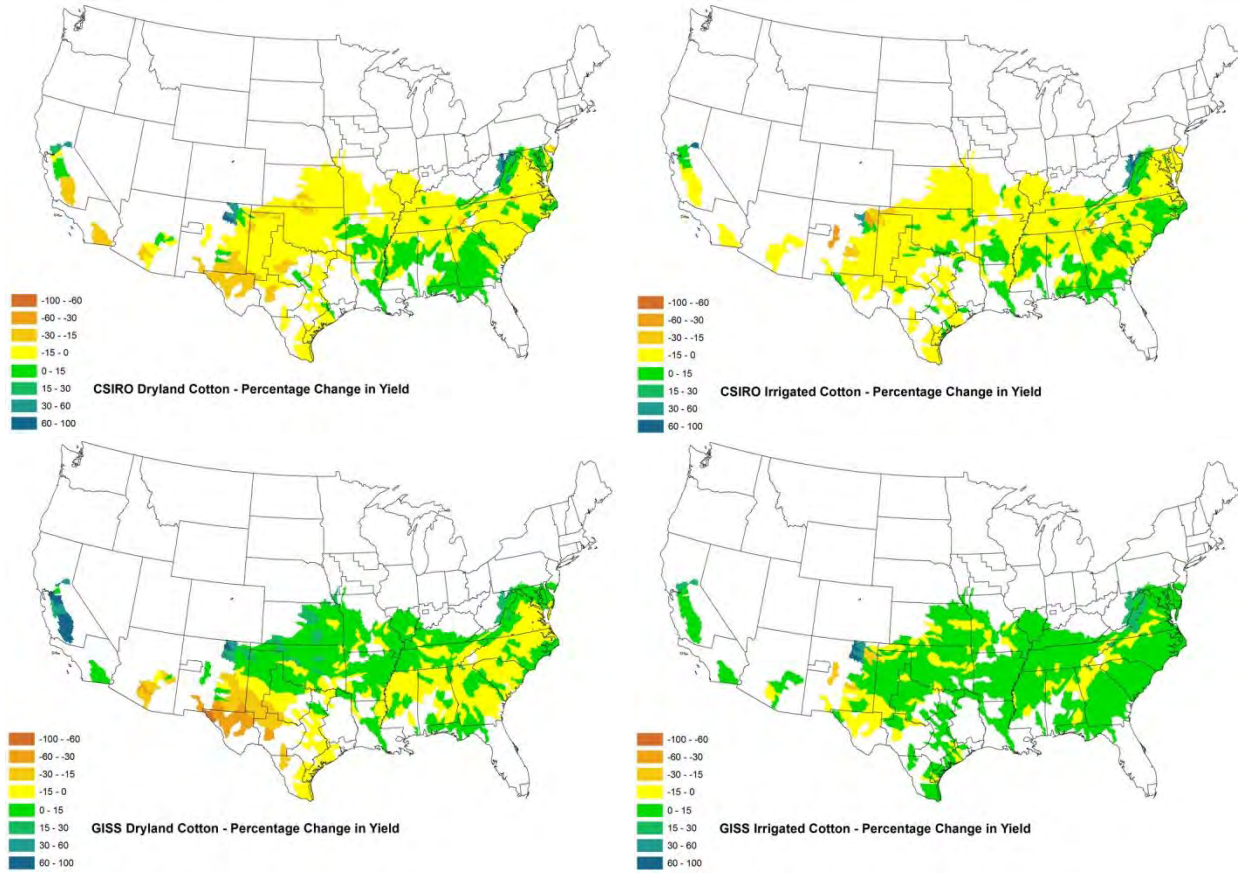 -100 - -60
-60 - -30
-30 - -15
-15 - 0
0 - 15
15 - 30
30 - 60
60 - 100
CSIRO Dryland Cotton - Percentage Change in Yield
-100 - -60
-60 - -30
-30 - -15
-15 - 0
0 - 15
15 - 30
30 - 60
60 - 100
CSIRO Irrigated Cotton - Percentage Change in Yield
-100 - -60
-60 - -30
-30 - -15
-15 - 0
0 - 15
15 - 30
30 - 60
60 - 100
GISS Dryland Cotton - Percentage Change in Yield
-100 - -60
-60 - -30
-30 - -15
-15 - 0
0 - 15
15 - 30
30 - 60
60 - 100
GISS Irrigated Cotton - Percentage Change in Yield